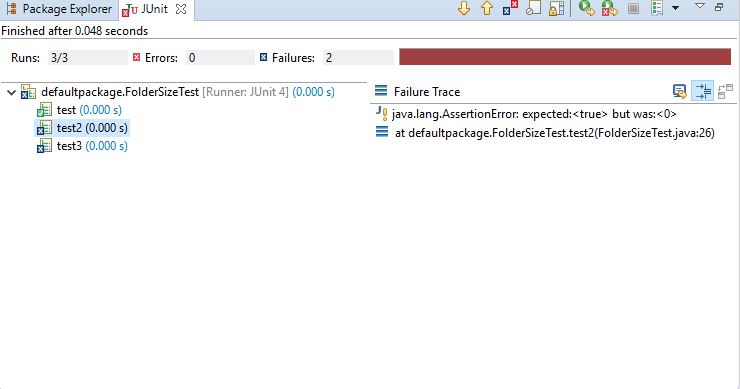 Package Explorer JUnit
Finished after 0.048 seconds
Runs: 3/3 Errors: 0 Failures: 2
defaultpackage.FolderSizeTest [Runner: JUnit 4] (0.000 s)
test (0.000 s)
test2 (0.000 s)
test3 (0.000 s)
Failure Trace
java.lang.AssertionError: expected:<true> but was:<0>
at defaultpackage.FolderSizeTest.test2(FolderSizeTest.java:26)